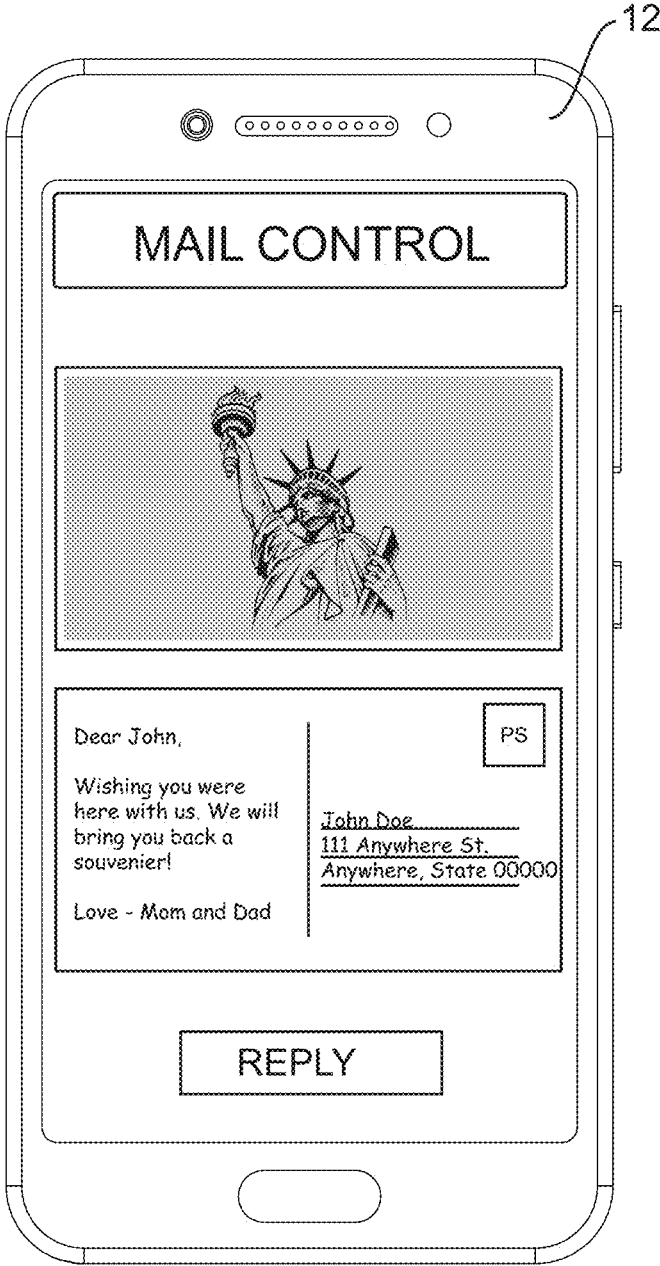 12
MAIL CONTROL
Dear John,
Wishing you were
here with us. We will
bring you back a
souvenier!
Love - Mom and Dad
PS
John Doe
111 Anywhere St.
Anywhere, State 00000
REPLY